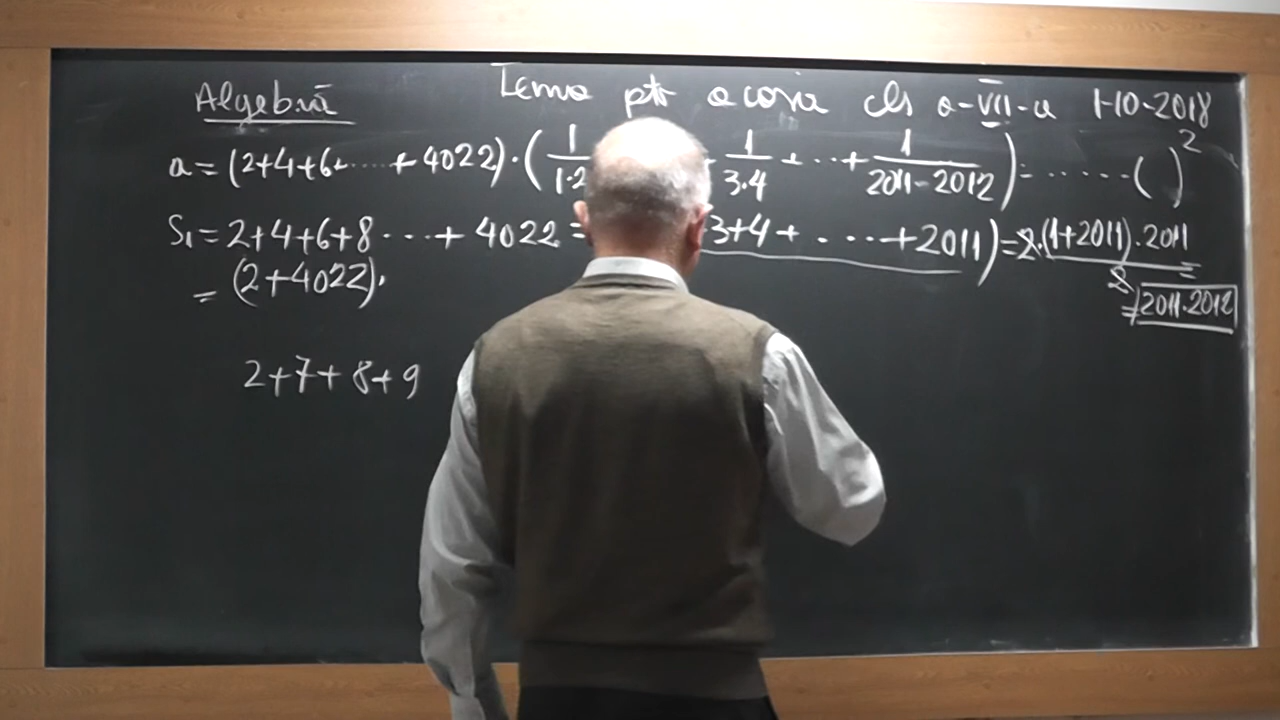 Algebră Tema ptr acasă cls a-VII-a 1-10-2018
a = (2+4+6+.....+ 4022)·( 1/1·2 1/3·4 + ...+ 1/2011-2012 ) = ......( )²
S₁ = 2+4+6+8 ...+ 4022 = 3+4+....+2011) = 2·(1+2011)·2011/2 =
= (2+4022)· = 2011·2012
2+7+8+9